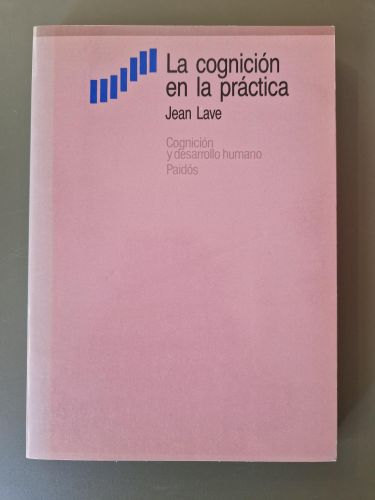 La cognición
en la práctica
Jean Lave
Cognición
y desarrollo humano
Paidós